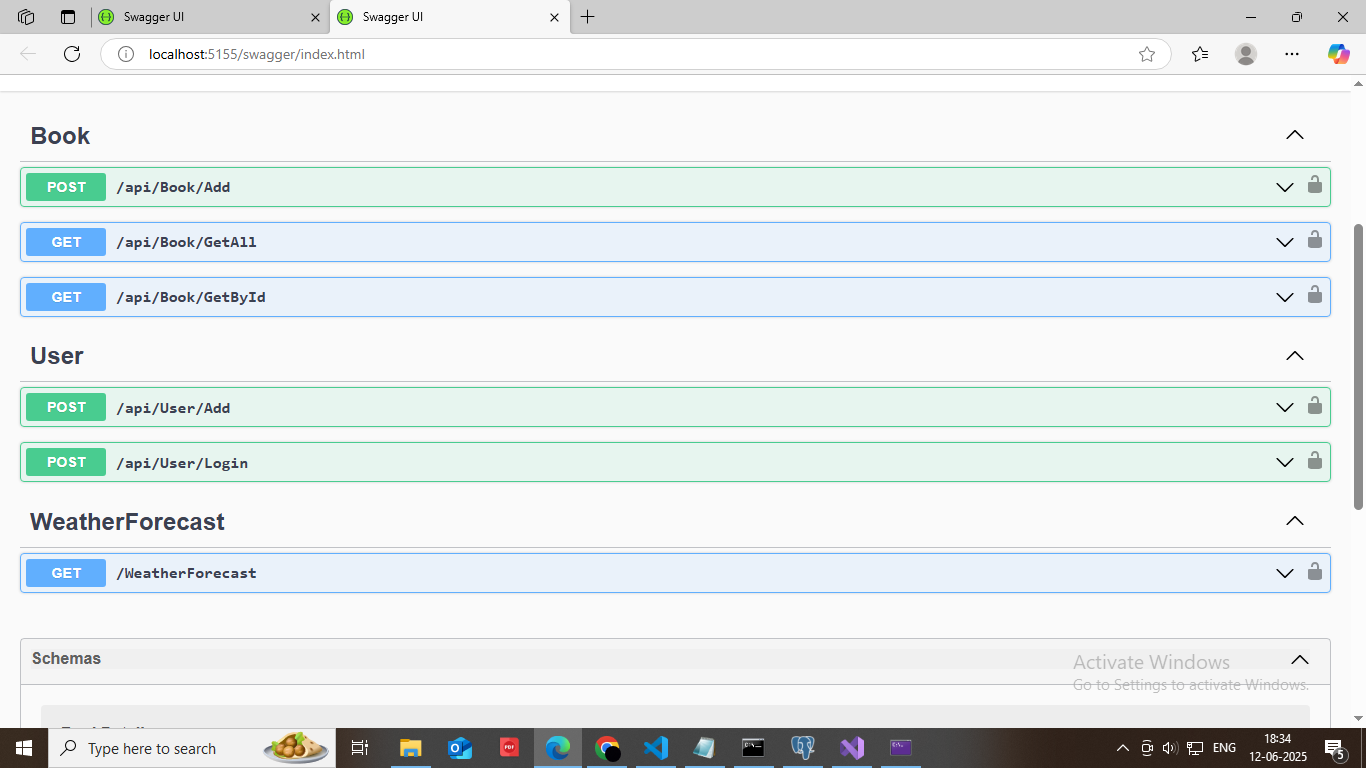 Swagger UI
Swagger UI
localhost:5155/swagger/index.html
Book
POST /api/Book/Add
GET /api/Book/GetAll
GET /api/Book/GetById
User
POST /api/User/Add
POST /api/User/Login
WeatherForecast
GET /WeatherForecast
Schemas
Activate Windows
Go to Settings to activate Windows.
Type here to search
PDF
ENG
18:34
12-06-2025
5